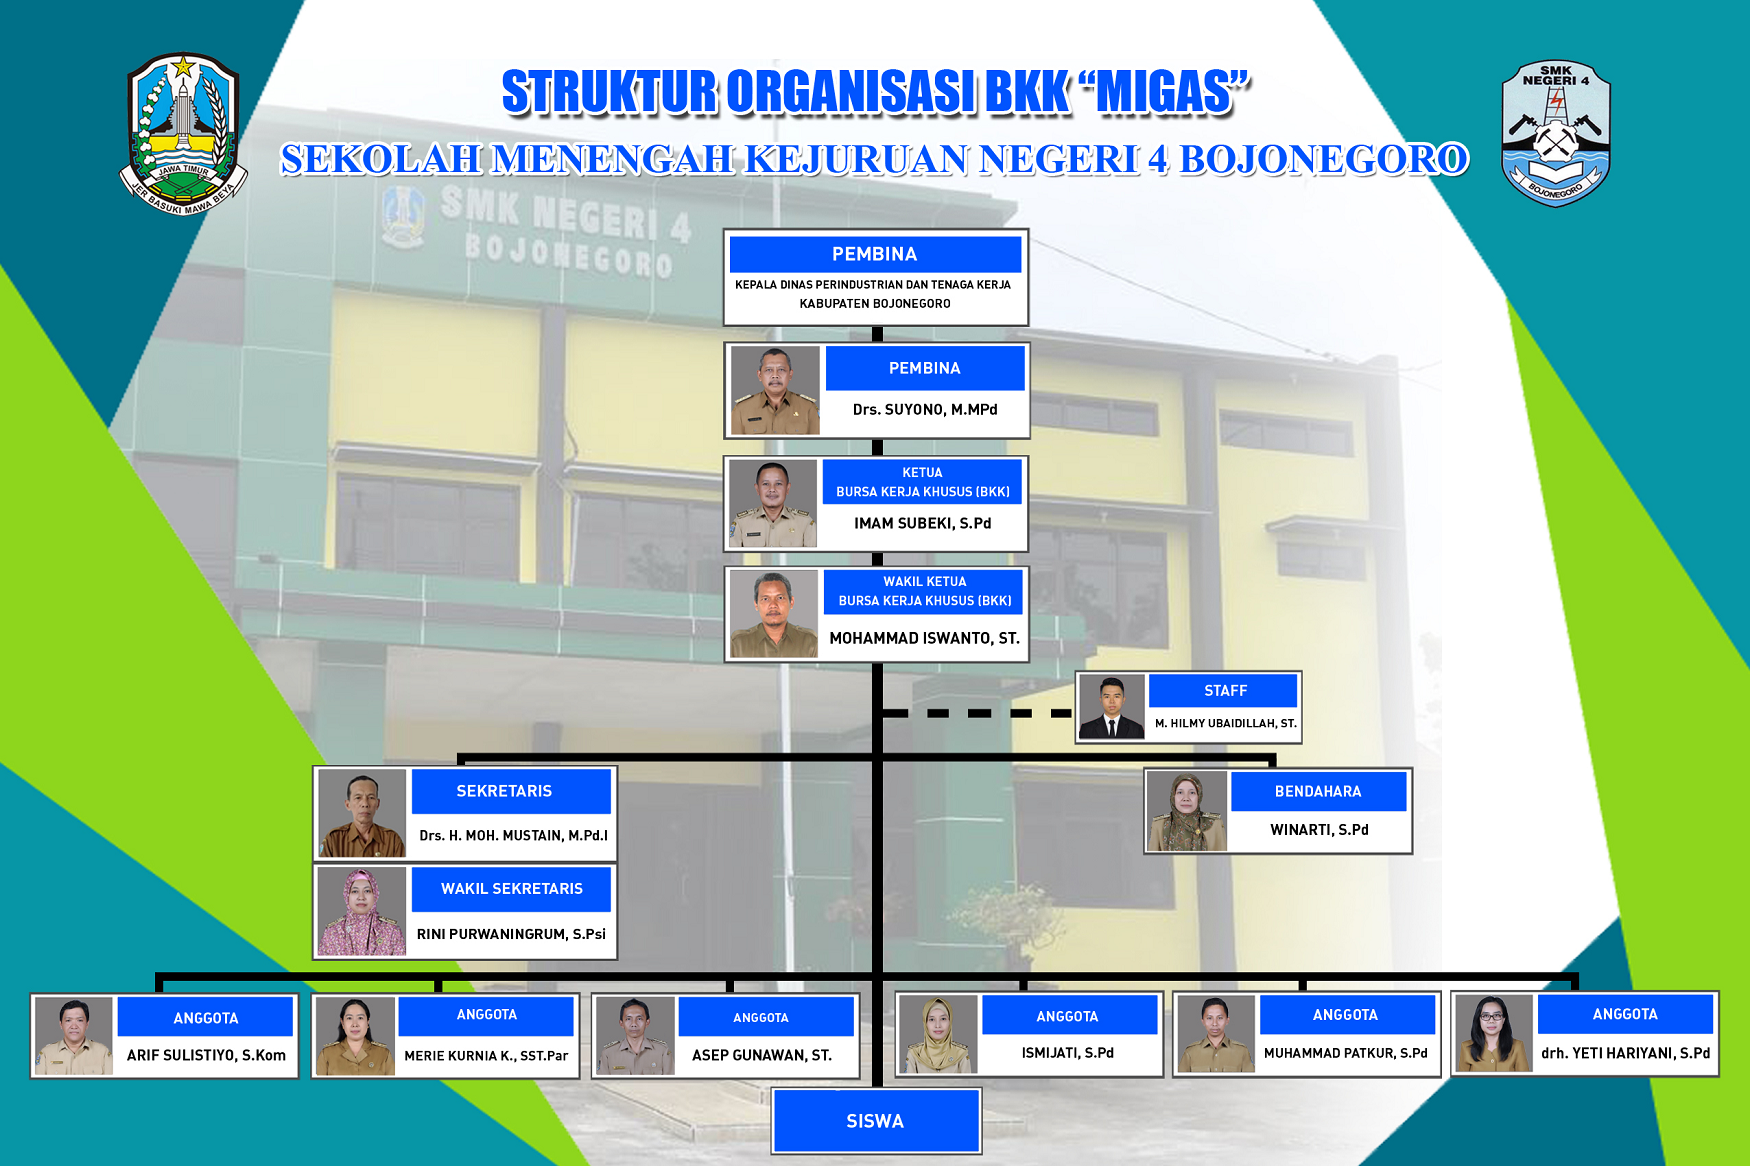 STRUKTUR ORGANISASI BKK “MIGAS”
SEKOLAH MENENGAH KEJURUAN NEGERI 4 BOJONEGORO
JAWA TIMUR
JER BASUKI MAWA BEYA
SMK
NEGERI 4
BOJONEGORO
SMK NEGERI 4
BOJONEGORO
PEMBINA
KEPALA DINAS PERINDUSTRIAN DAN TENAGA KERJA
KABUPATEN BOJONEGORO
PEMBINA
Drs. SUYONO, M.MPd
KETUA
BURSA KERJA KHUSUS (BKK)
IMAM SUBEKI, S.Pd
WAKIL KETUA
BURSA KERJA KHUSUS (BKK)
MOHAMMAD ISWANTO, ST.
STAFF
M. HILMY UBAIDILLAH, ST.
SEKRETARIS
Drs. H. MOH. MUSTAIN, M.Pd.I
BENDAHARA
WINARTI, S.Pd
WAKIL SEKRETARIS
RINI PURWANINGRUM, S.Psi
ANGGOTA
ARIF SULISTIYO, S.Kom
ANGGOTA
MERIE KURNIA K., SST.Par
ANGGOTA
ASEP GUNAWAN, ST.
ANGGOTA
ISMIJATI, S.Pd
ANGGOTA
MUHAMMAD PATKUR, S.Pd
ANGGOTA
drh. YETI HARIYANI, S.Pd
SISWA